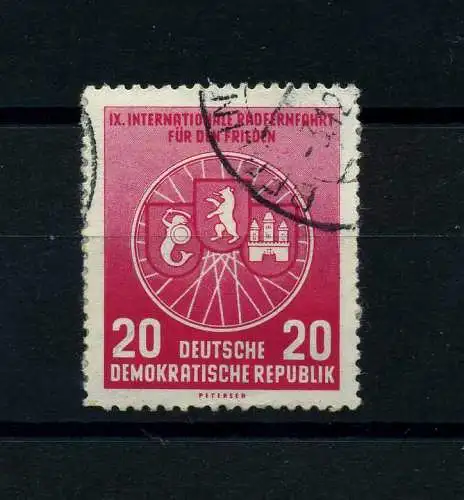 IX. INTERNATIONALE RADFERNFAHRT
FÜR DEN FRIEDEN
20 20
DEUTSCHE
DEMOKRATISCHE REPUBLIK
PETERSEN